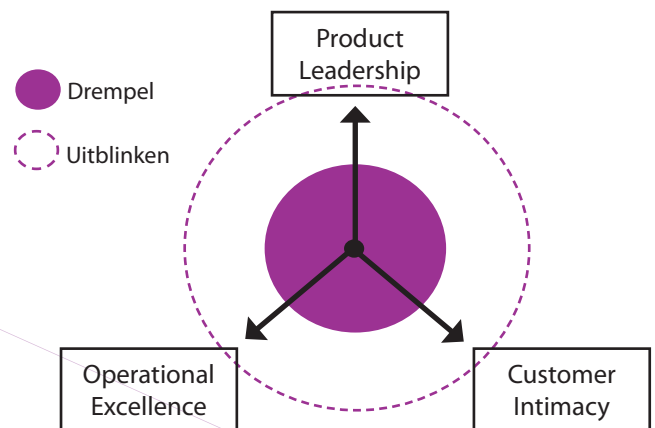 Product
Leadership
Drempel
Uitblinken
Operational
Excellence
Customer
Intimacy